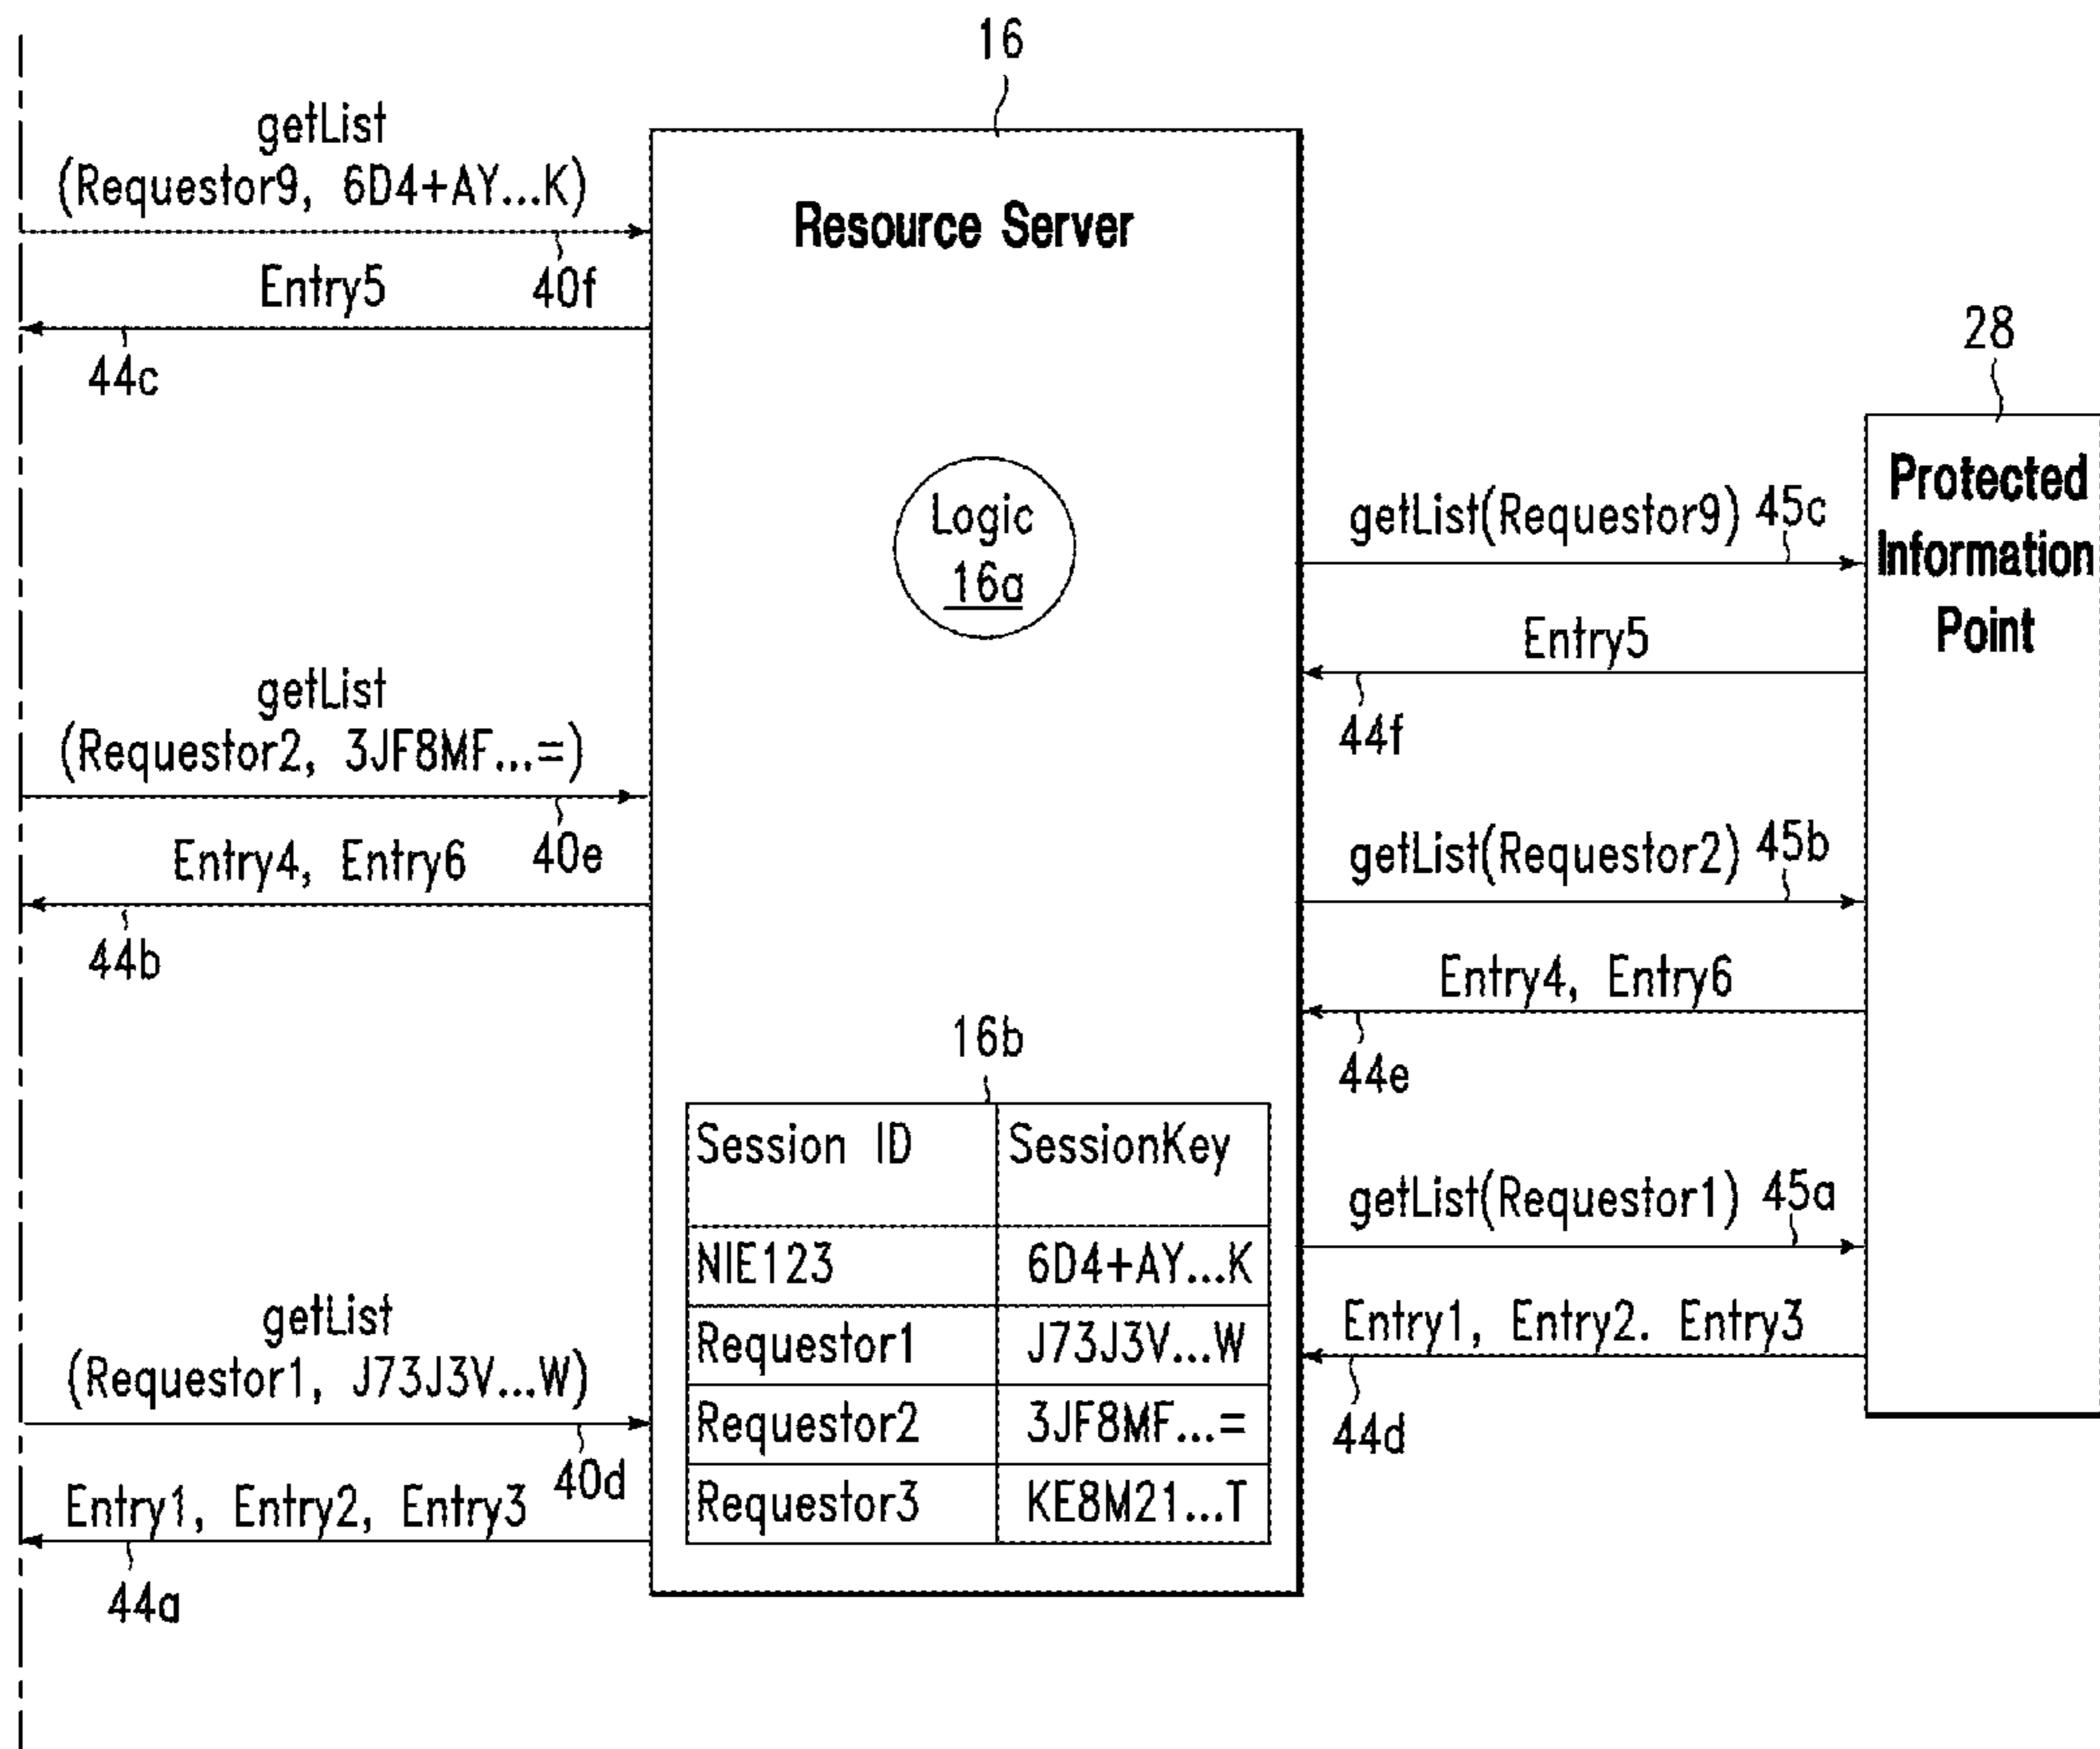 16
getList
(Requestor9, 6D4+AY...K)
40f
Entry5
44c
Resource Server
Logic
16a
28
Protected
Information
Point
getList(Requestor9) 45c
Entry5
44f
getList
(Requestor2, 3JF8MF...=)
40e
Entry4, Entry6
44b
getList(Requestor2) 45b
Entry4, Entry6
44e
16b
Session ID SessionKey
NIE123 6D4+AY...K
Requestor1 J73J3V...W
Requestor2 3JF8MF...=
Requestor3 KE8M21...T
getList(Requestor1) 45a
Entry1, Entry2. Entry3
44d
getList
(Requestor1, J73J3V...W)
40d
Entry1, Entry2, Entry3
44a